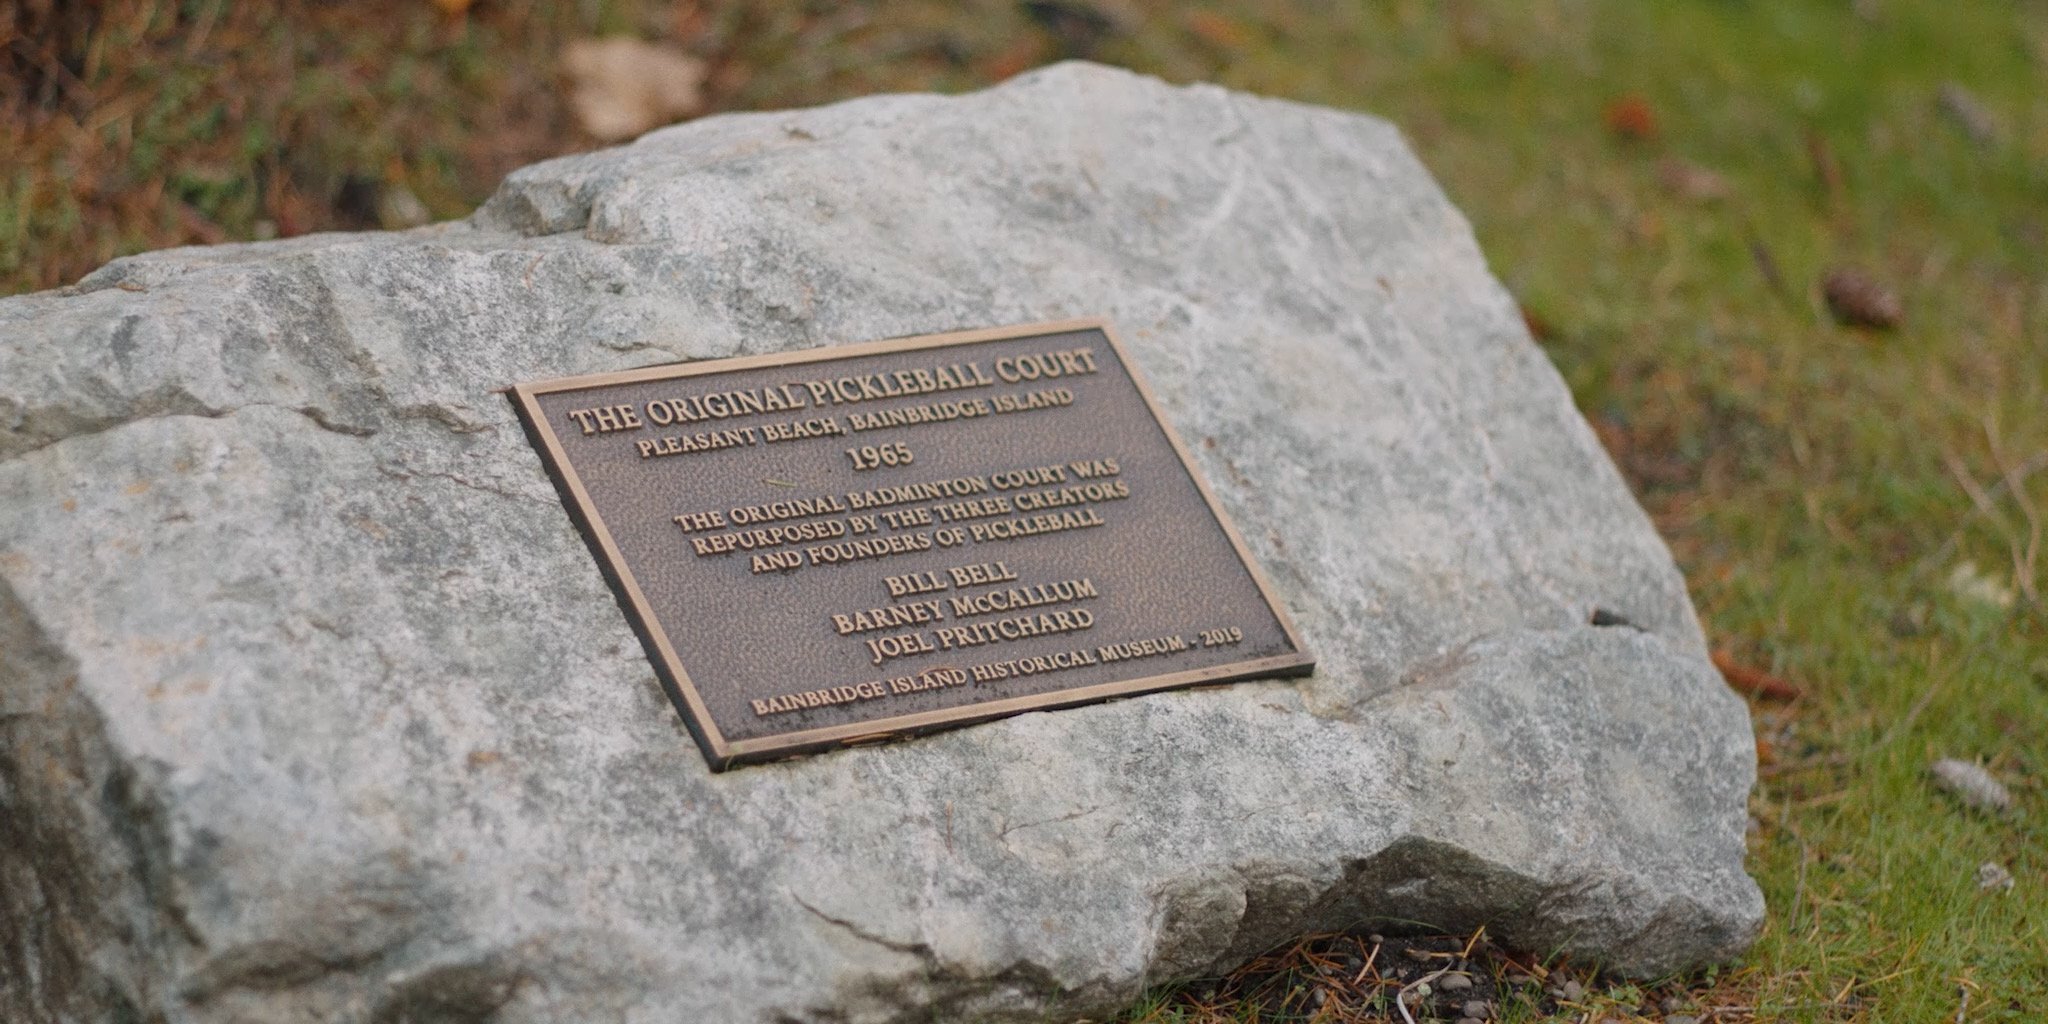 THE ORIGINAL PICKLEBALL COURT
PLEASANT BEACH, BAINBRIDGE ISLAND
1965
THE ORIGINAL BADMINTON COURT WAS
REPURPOSED BY THE THREE CREATORS
AND FOUNDERS OF PICKLEBALL
BILL BELL
BARNEY McCALLUM
JOEL PRITCHARD
BAINBRIDGE ISLAND HISTORICAL MUSEUM - 2019